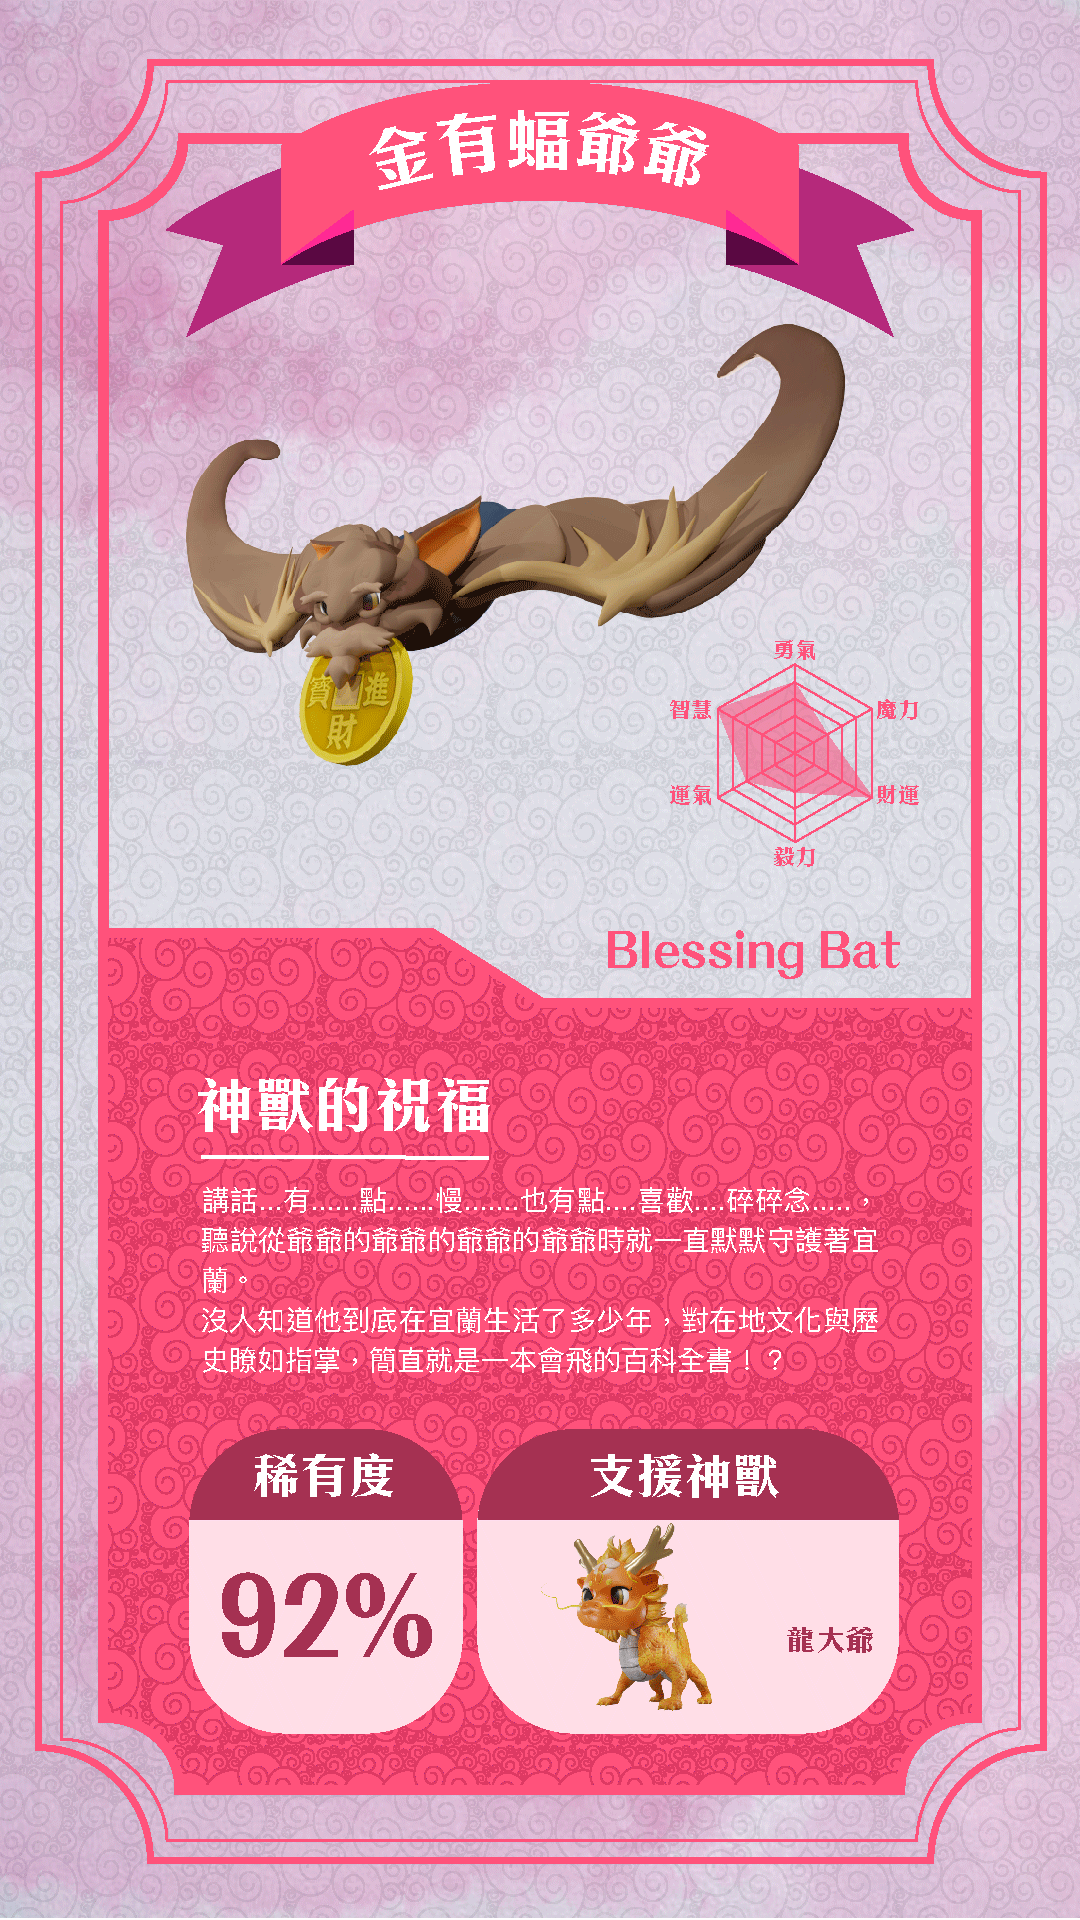 金有蝠爺爺
寶 進
財
勇氣
智慧 魔力
運氣 財運
毅力
Blessing Bat
神獸的祝福
講話...有......點......慢.......也有點....喜歡....碎碎念.....，
聽說從爺爺的爺爺的爺爺的爺爺時就一直默默守護著宜
蘭。
沒人知道他到底在宜蘭生活了多少年，對在地文化與歷
史瞭如指掌，簡直就是一本會飛的百科全書！？
稀有度
92%
支援神獸
龍大爺